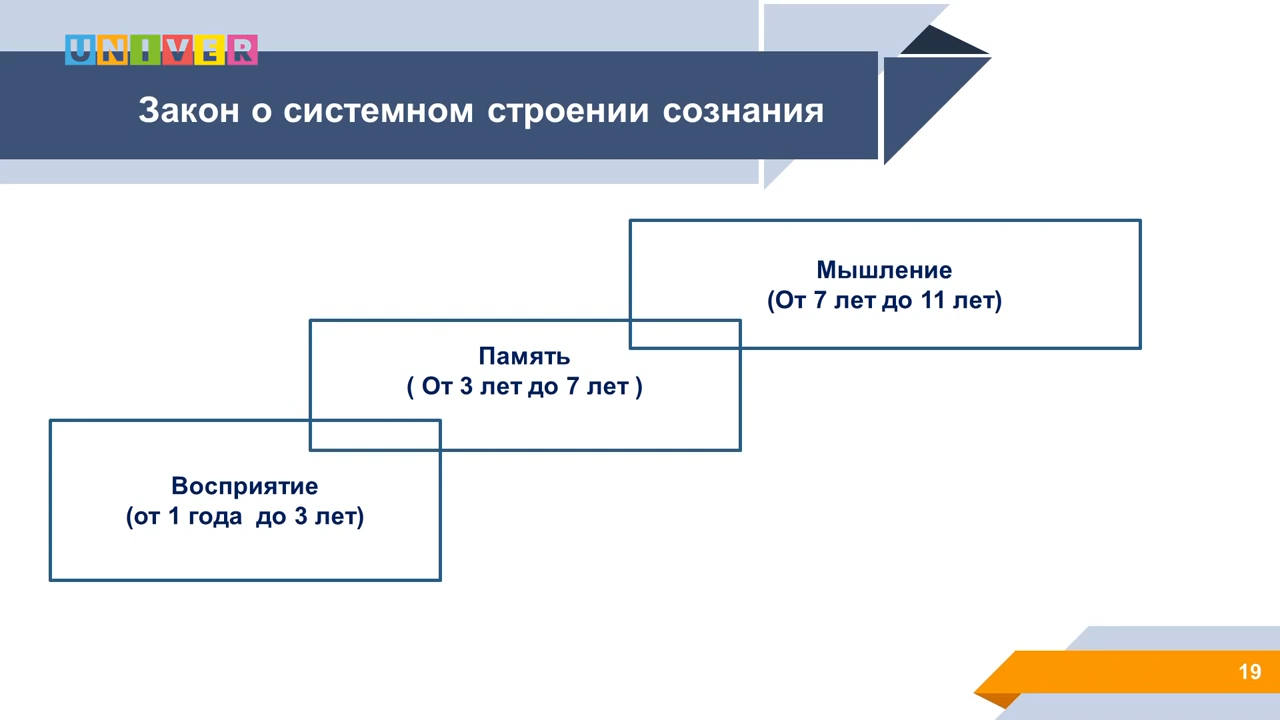 UNIVER
Закон о системном строении сознания
Мышление
(От 7 лет до 11 лет)
Память
( От 3 лет до 7 лет )
Восприятие
(от 1 года  до 3 лет)
19